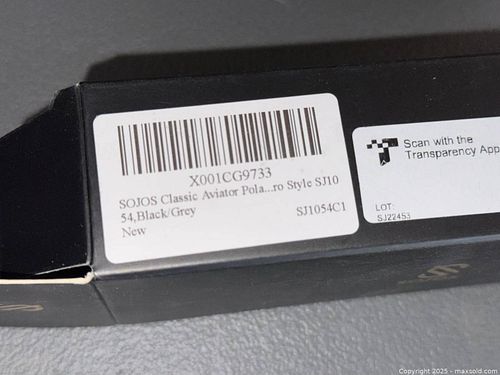 X001CG9733
SOJOS Classic Aviator Pola...ro Style SJ10
54,Black/Grey
New SJ1054C1
Scan with the
Transparency App
LOT:
SJ22453
Copyright 2025 - maxsold.com